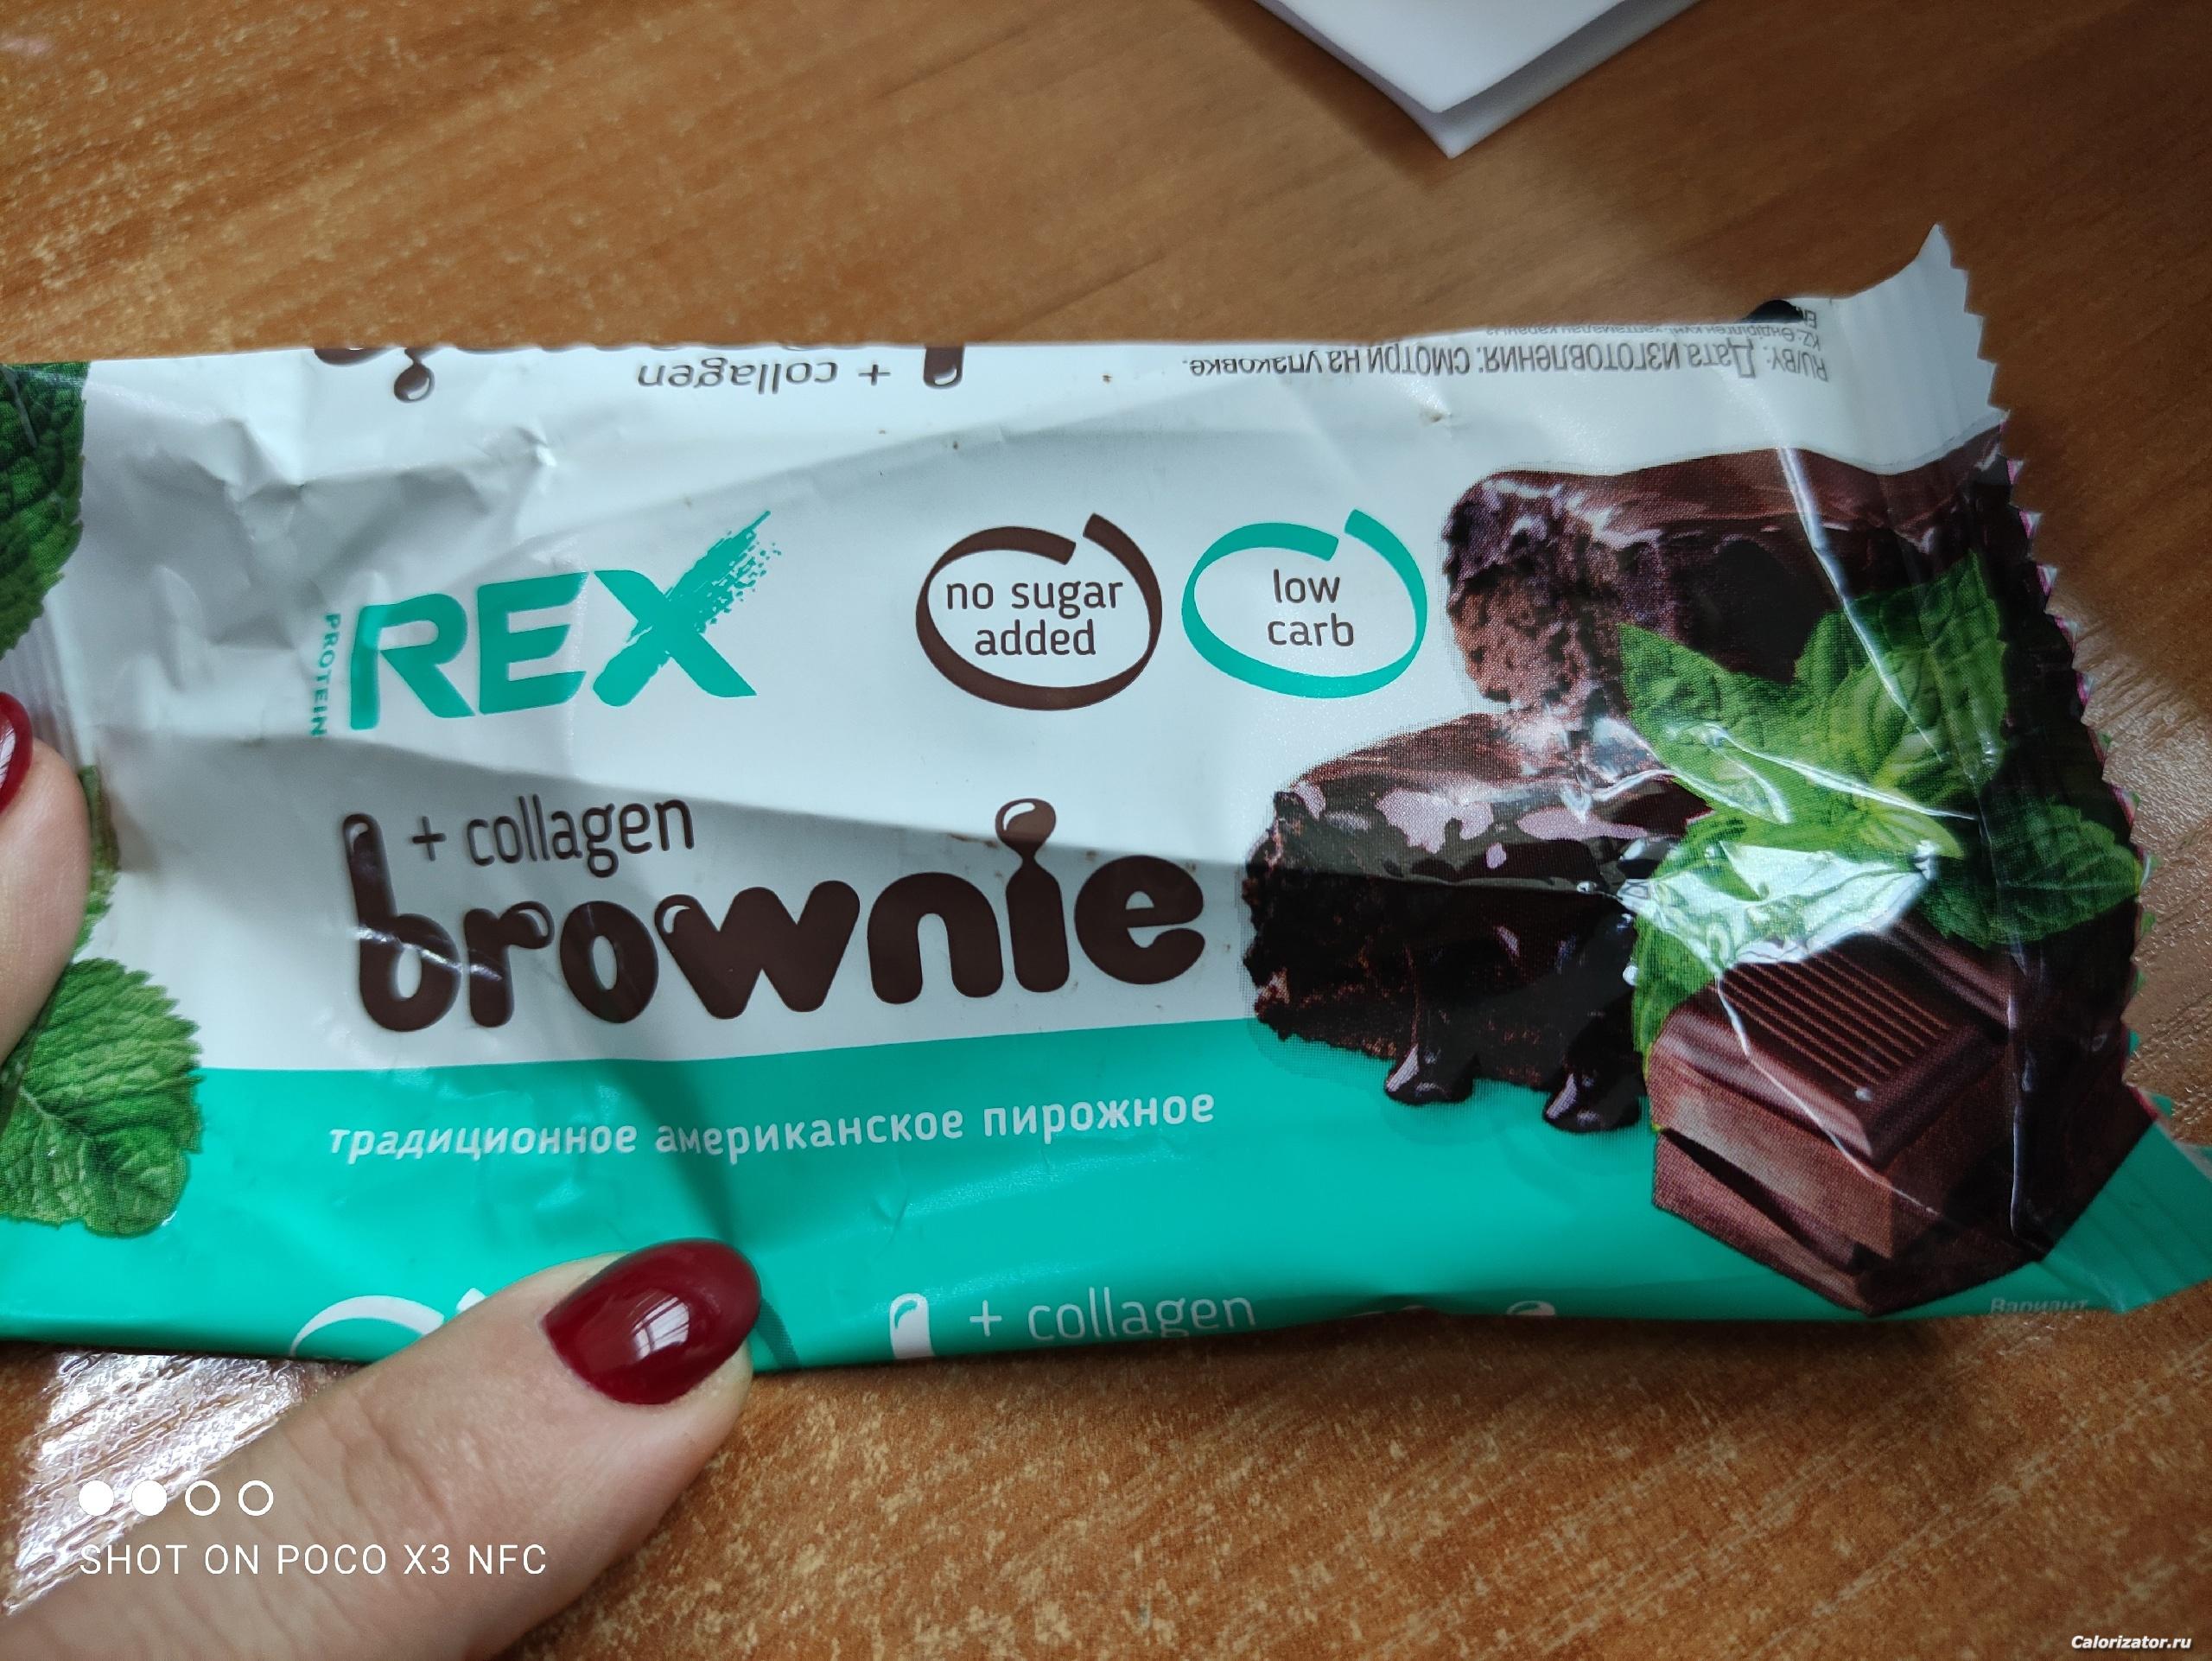 + collagen
RU/BY: Дата изготовления: смотри на упаковке.
PROTEIN
REX
no sugar
added
low
carb
+ collagen
brownie
традиционное американское пирожное
+ collagen
Вариант
SHOT ON POCO X3 NFC
Calorizator.ru